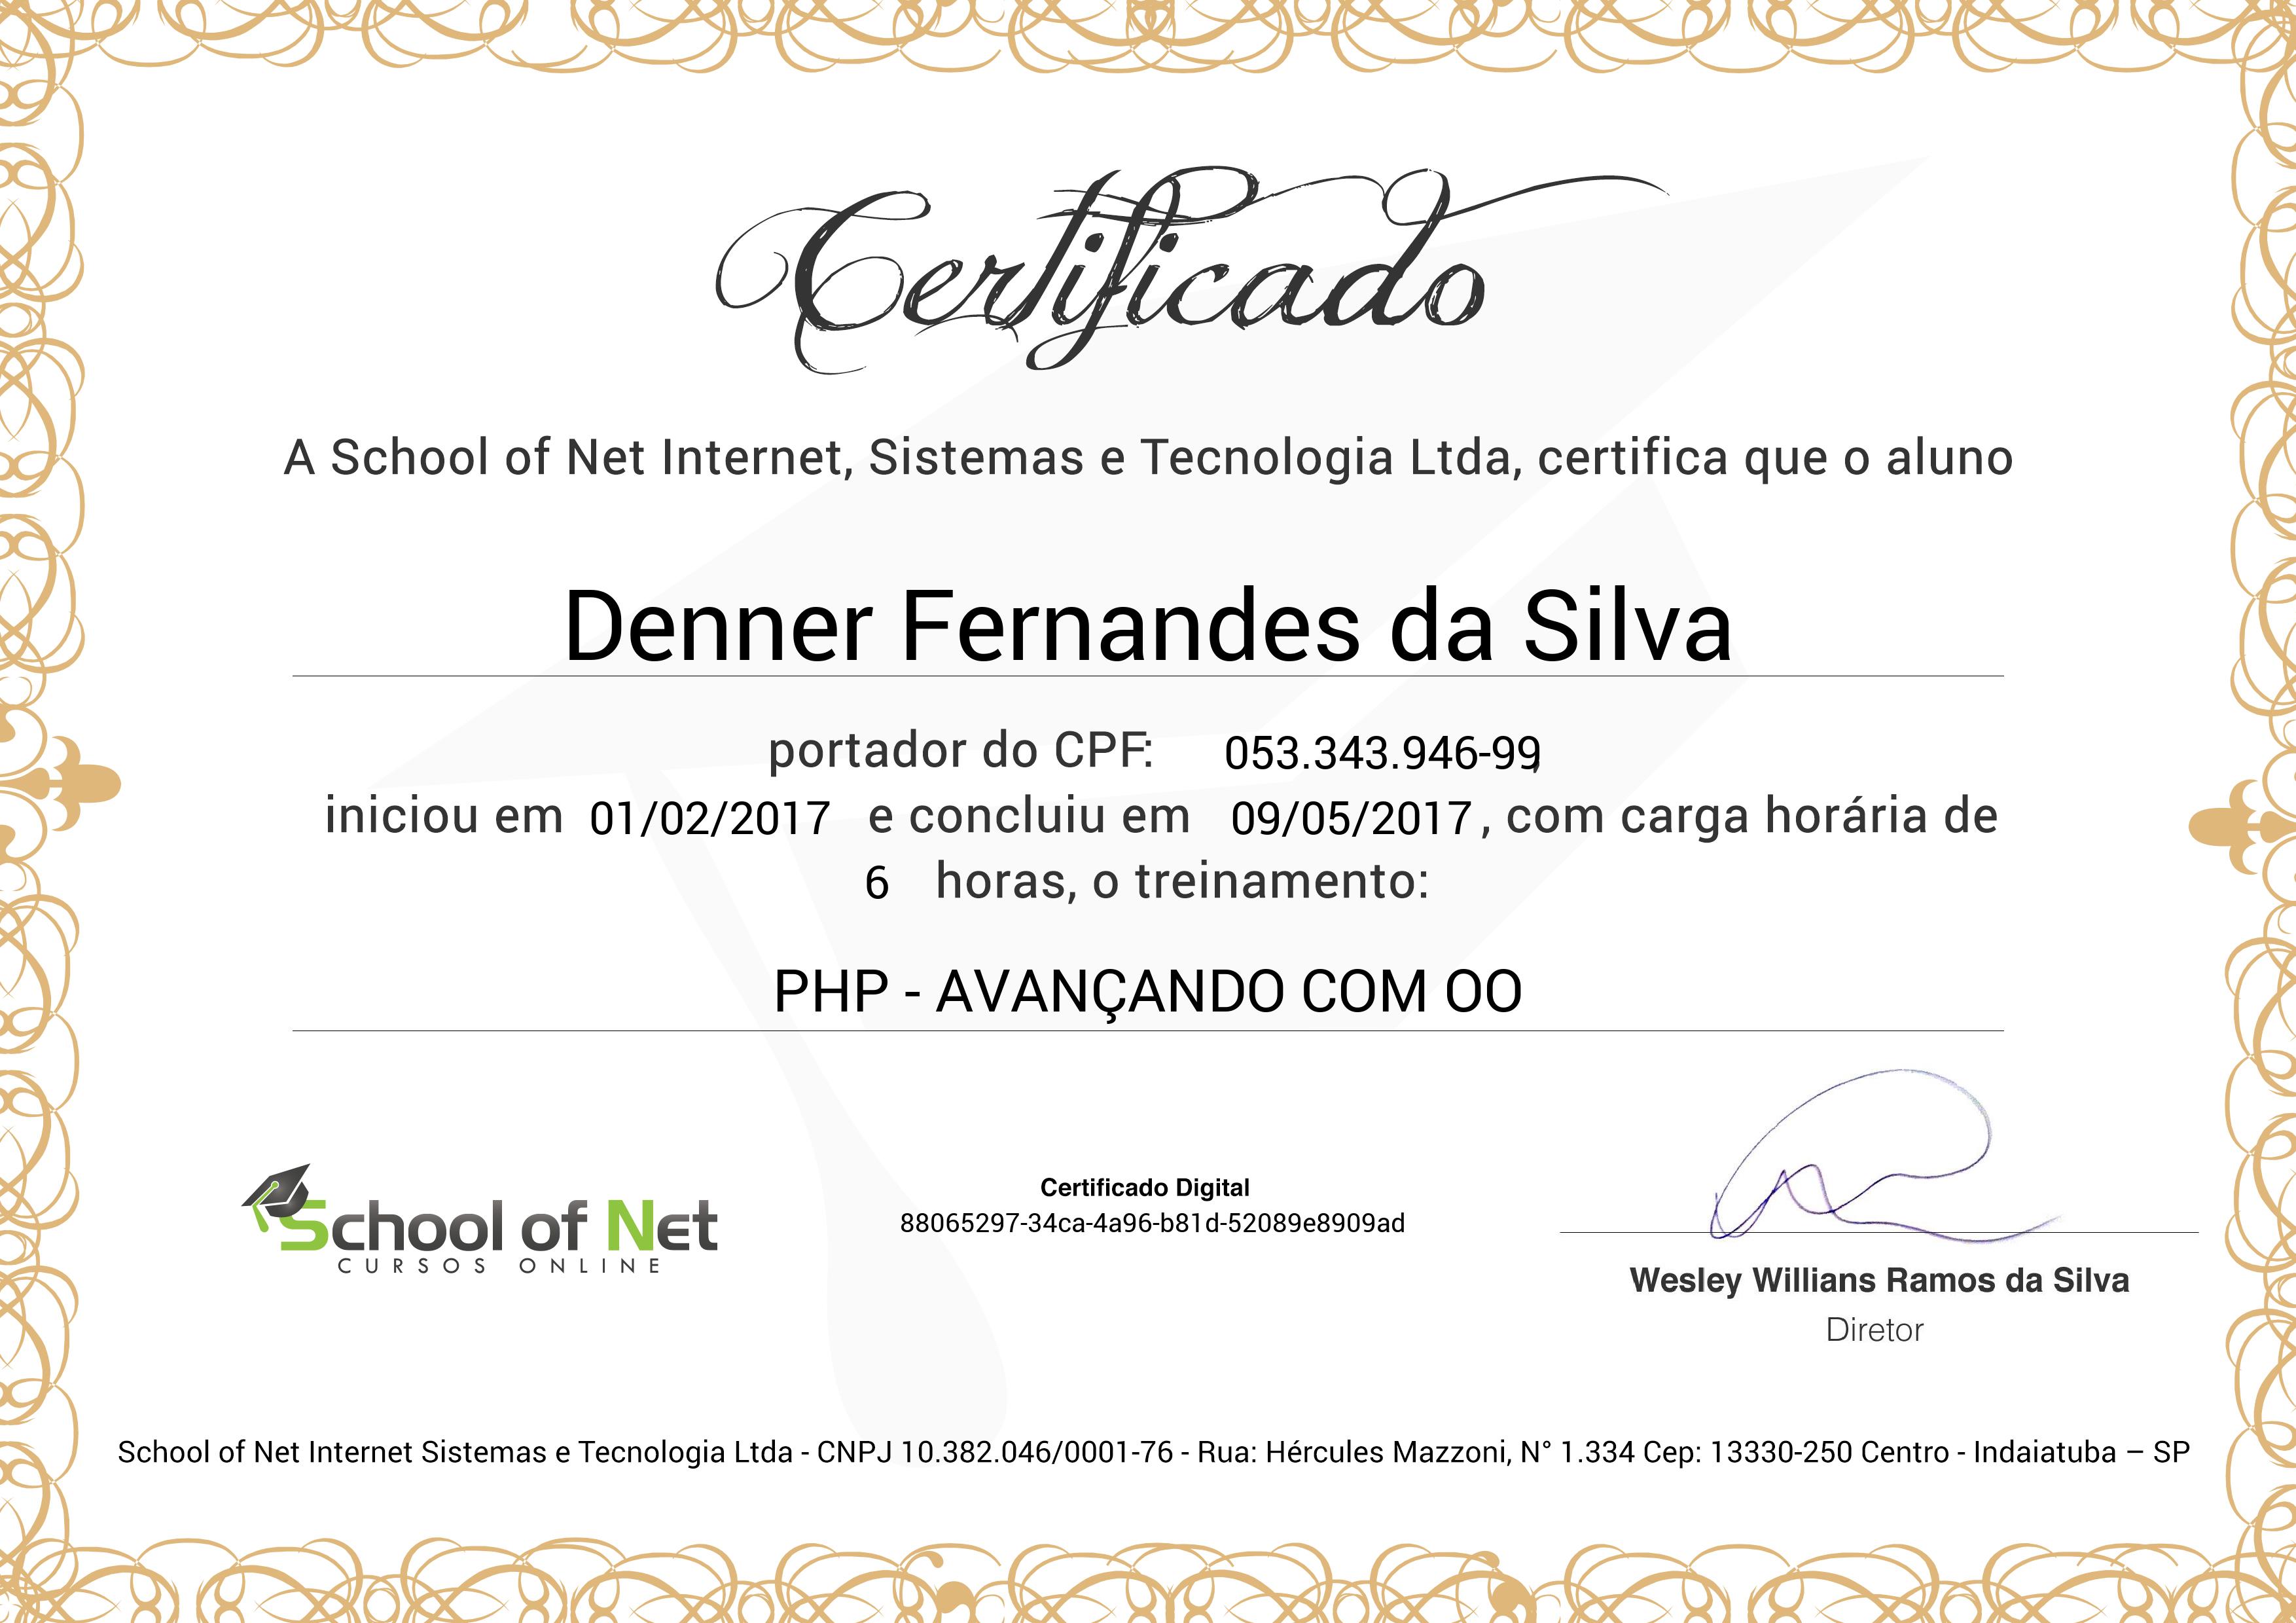 Certificado
A School of Net Internet, Sistemas e Tecnologia Ltda, certifica que o aluno
Denner Fernandes da Silva
portador do CPF: 053.343.946-99,
iniciou em 01/02/2017 e concluiu em 09/05/2017, com carga horária de
6 horas, o treinamento:
PHP - AVANÇANDO COM OO
School of Net
CURSOS ONLINE
Certificado Digital
88065297-34ca-4a96-b81d-52089e8909ad
Wesley Willians Ramos da Silva
Diretor
School of Net Internet Sistemas e Tecnologia Ltda - CNPJ 10.382.046/0001-76 - Rua: Hércules Mazzoni, N° 1.334 Cep: 13330-250 Centro - Indaiatuba – SP